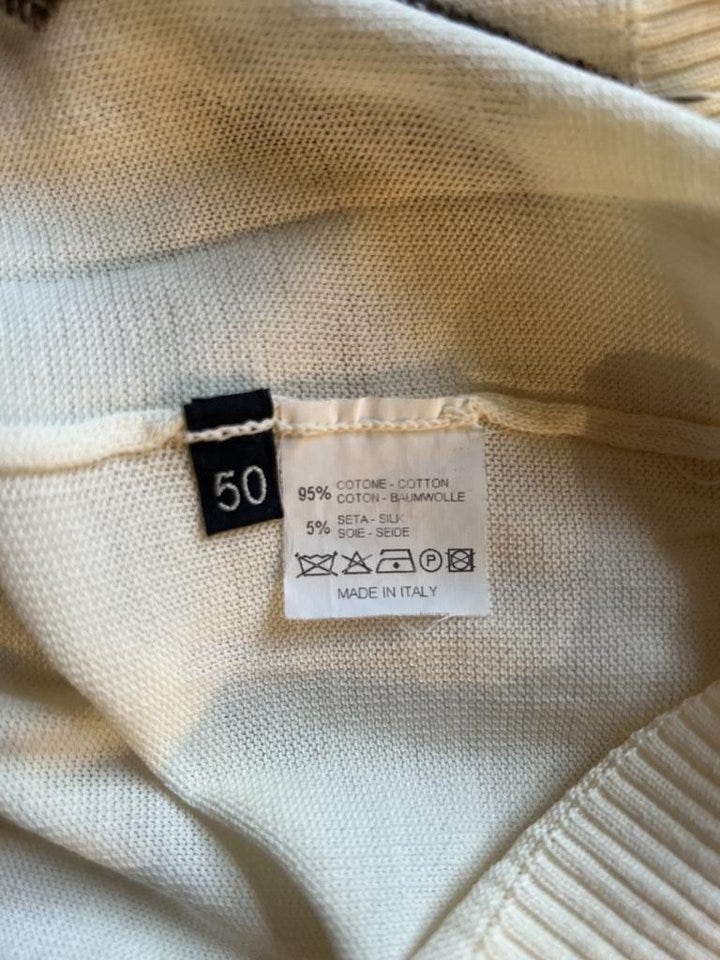 50
95% COTONE - COTTON
COTON - BAUMWOLLE
5% SETA - SILK
SOIE - SEIDE
P
MADE IN ITALY